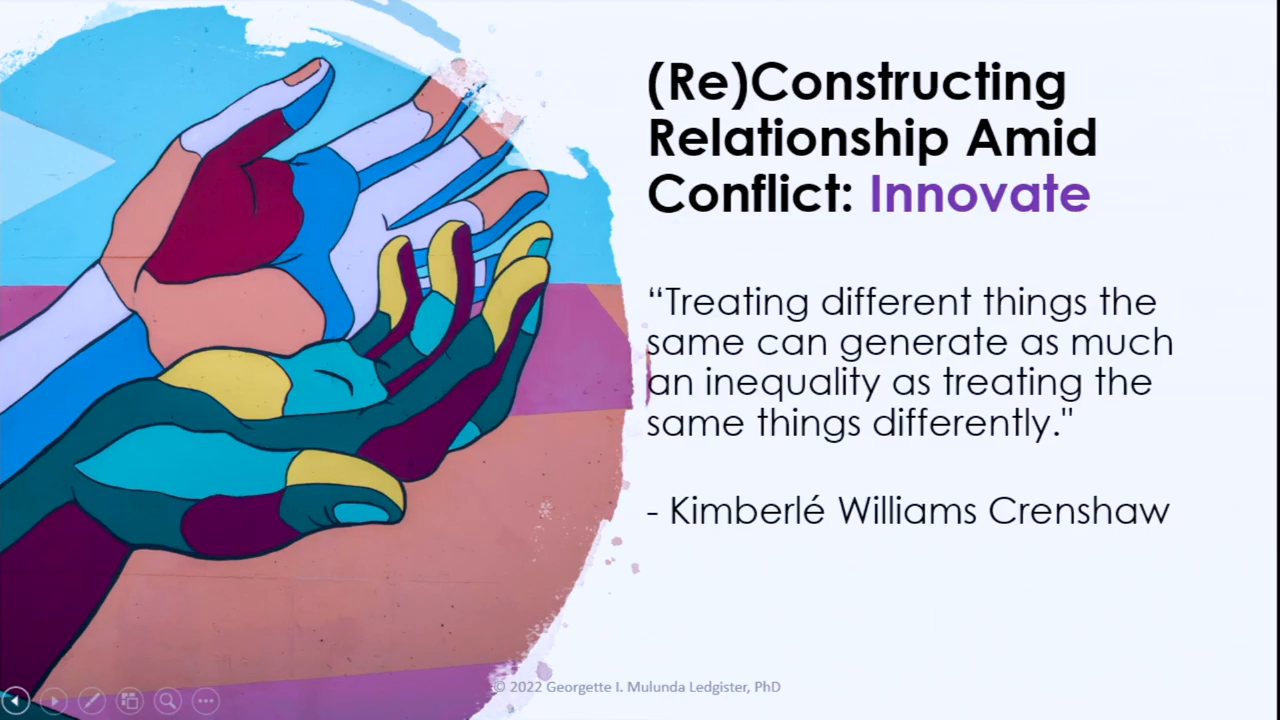 (Re)Constructing
Relationship Amid
Conflict: Innovate
“Treating different things the
same can generate as much
an inequality as treating the
same things differently."
- Kimberlé Williams Crenshaw
© 2022 Georgette I. Mulunda Ledgister, PhD